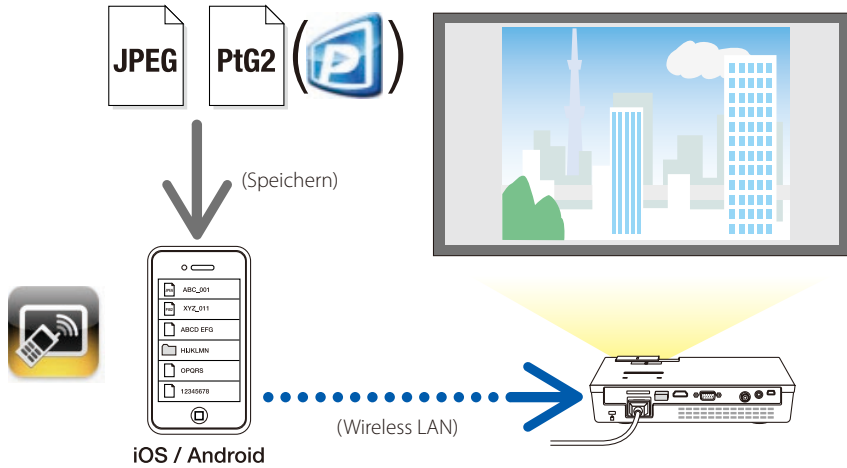 JPEG
PtG2
( P )
(Speichern)
ABC_001
XYZ_011
ABCD EFG
HIJKLMN
OPQRS
12345678
(Wireless LAN)
iOS / Android